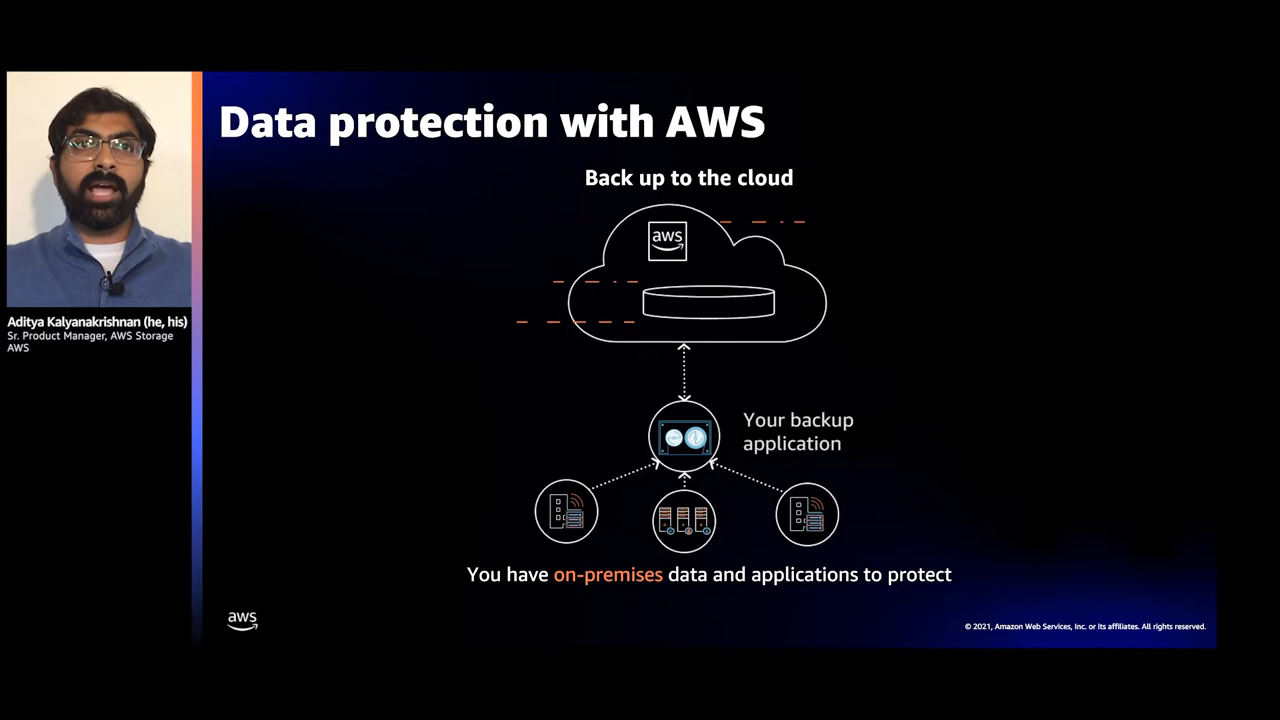 Data protection with AWS
Back up to the cloud
aws
Your backup
application
You have on-premises data and applications to protect
Aditya Kalyanakrishnan (he, his)
Sr. Product Manager, AWS Storage
AWS
aws
© 2021, Amazon Web Services, Inc. or its affiliates. All rights reserved.